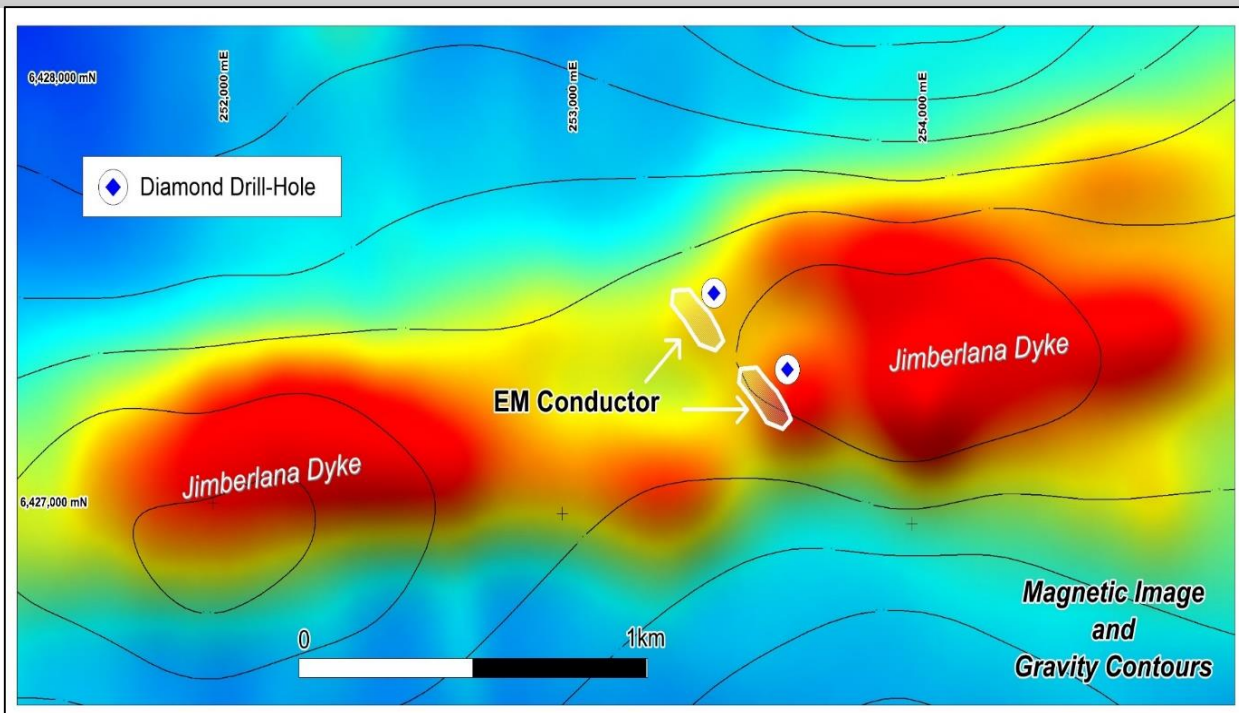 6,428,000 mN
252,000 mE
253,000 mE
254,000 mE
Diamond Drill-Hole
Jimberlana Dyke
EM Conductor
Jimberlana Dyke
6,427,000 mN
0
1km
Magnetic Image
and
Gravity Contours